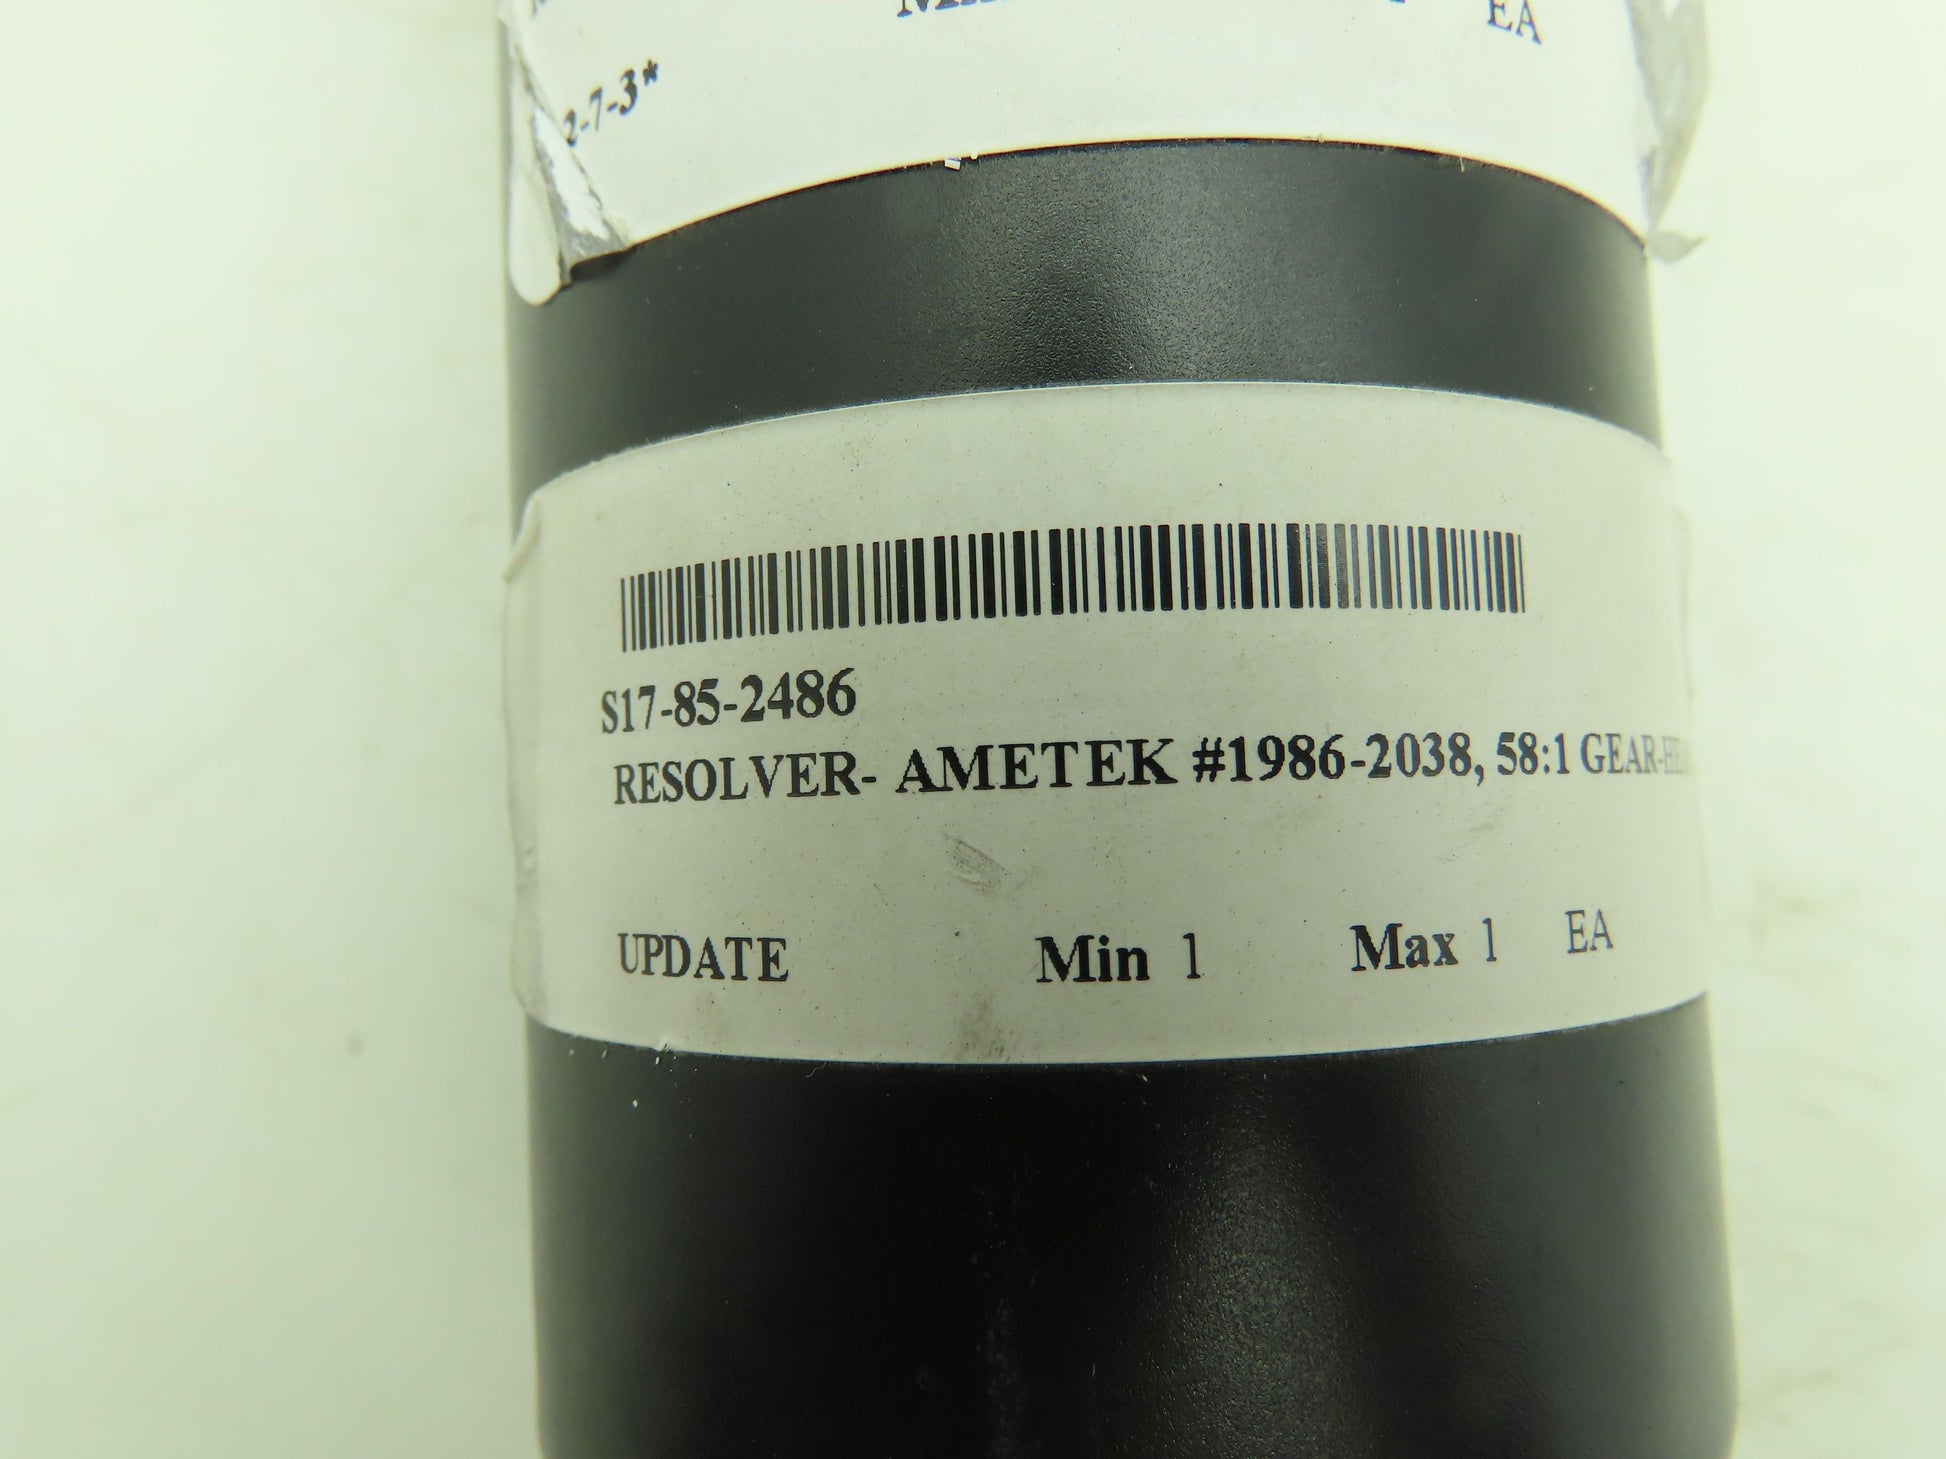 EA
2-7-3*
S17-85-2486
RESOLVER- AMETEK #1986-2038, 58:1 GEAR-
UPDATE Min 1 Max 1 EA